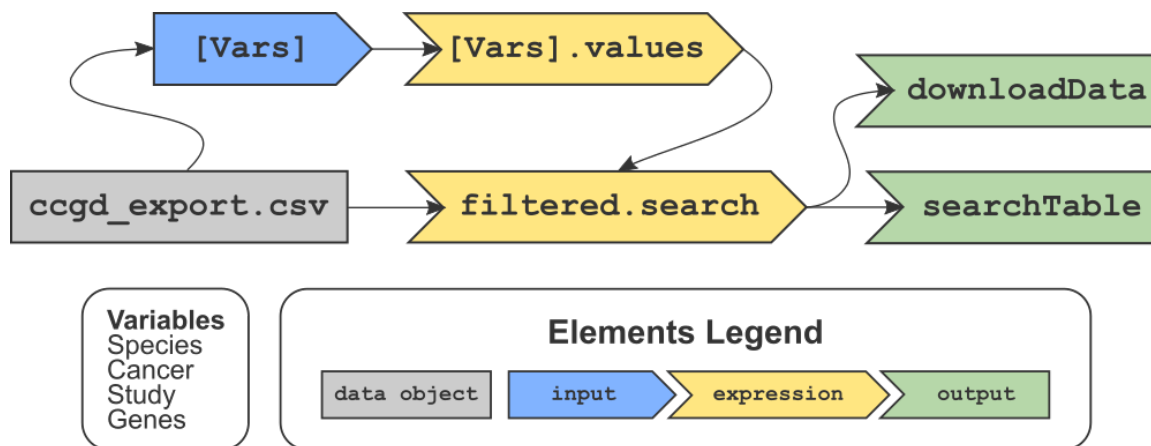 [Vars]
[Vars].values
downloadData
ccgd_export.csv
filtered.search
searchTable
Variables
Species
Cancer
Study
Genes
Elements Legend
data object
input
expression
output